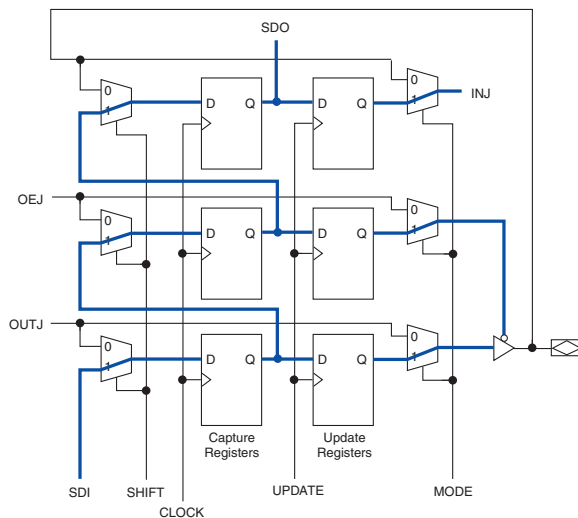 SDO
0
1
D Q
D Q
0
1
INJ
OEJ
0
1
D Q
D Q
0
1
OUTJ
0
1
D Q
D Q
0
1
Capture
Registers
Update
Registers
SDI
SHIFT
CLOCK
UPDATE
MODE